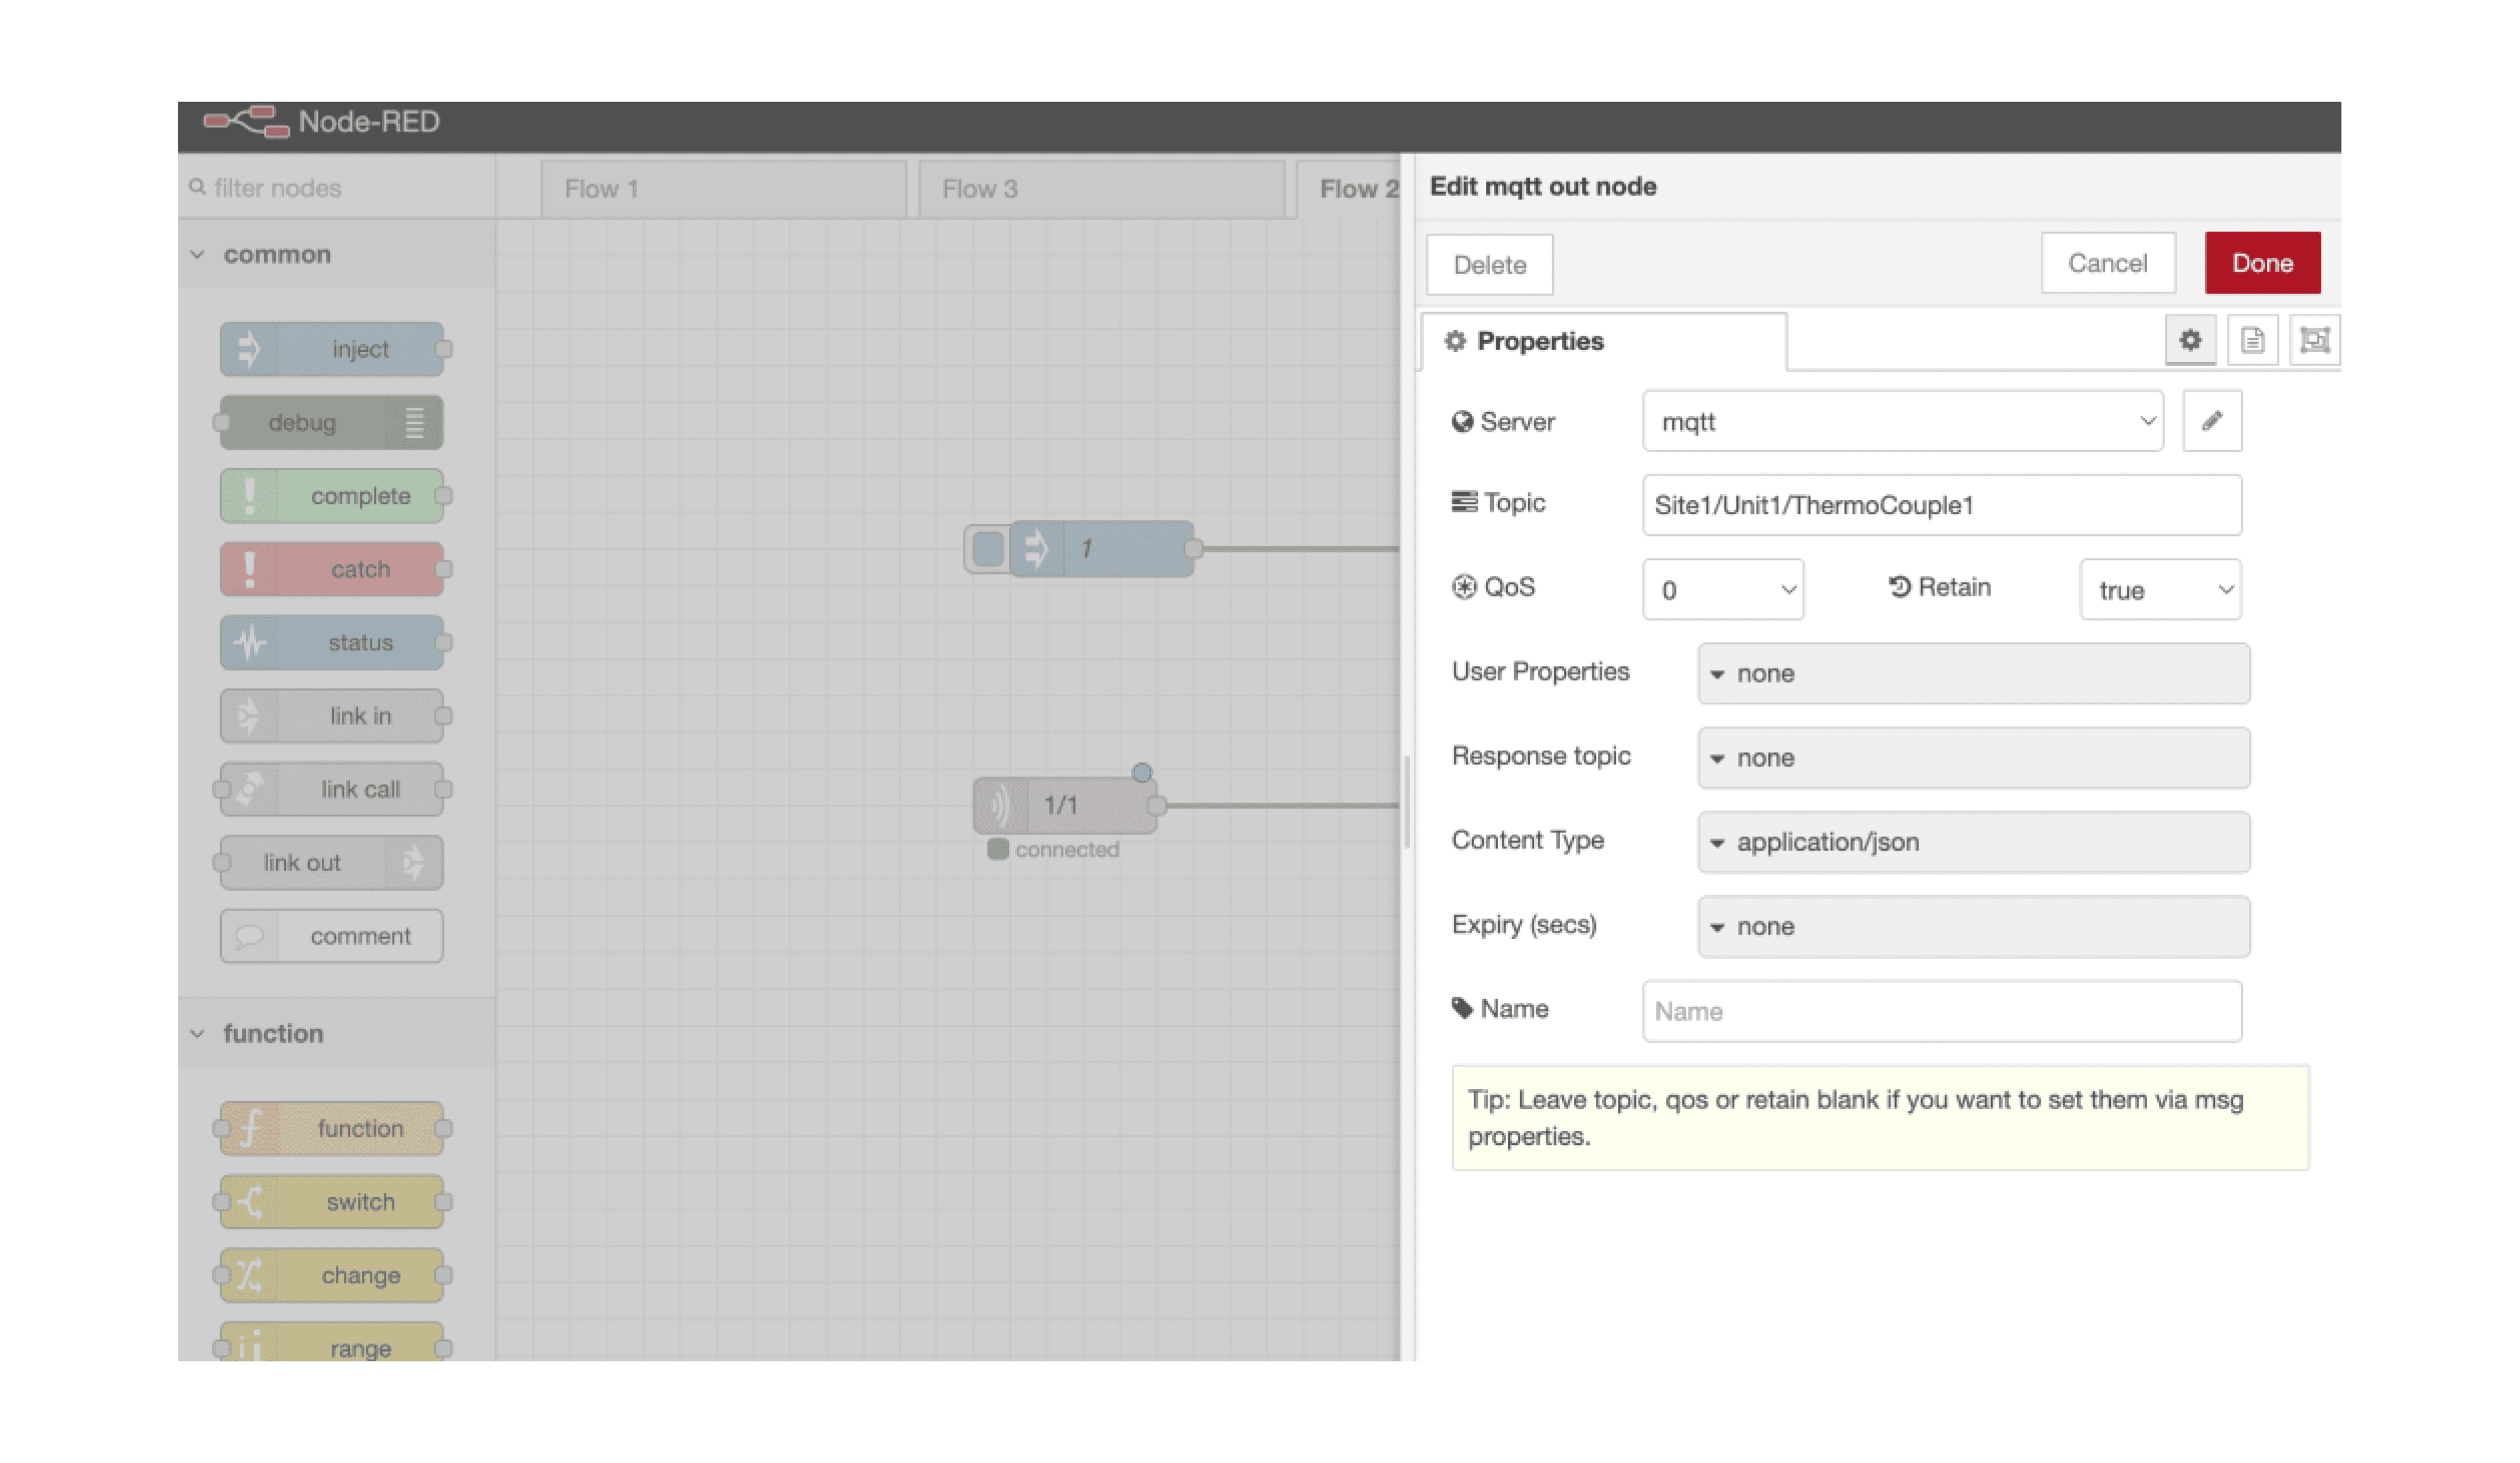 Node-RED
filter nodes
Flow 1
Flow 3
Flow 2
common
inject
debug
complete
catch
status
link in
link call
link out
comment
function
function
switch
change
range
1
1/1
connected
Edit mqtt out node
Delete
Cancel
Done
Properties
Server
mqtt
Topic
Site1/Unit1/ThermoCouple1
QoS
0
Retain
true
User Properties
none
Response topic
none
Content Type
application/json
Expiry (secs)
none
Name
Name
Tip: Leave topic, qos or retain blank if you want to set them via msg
properties.